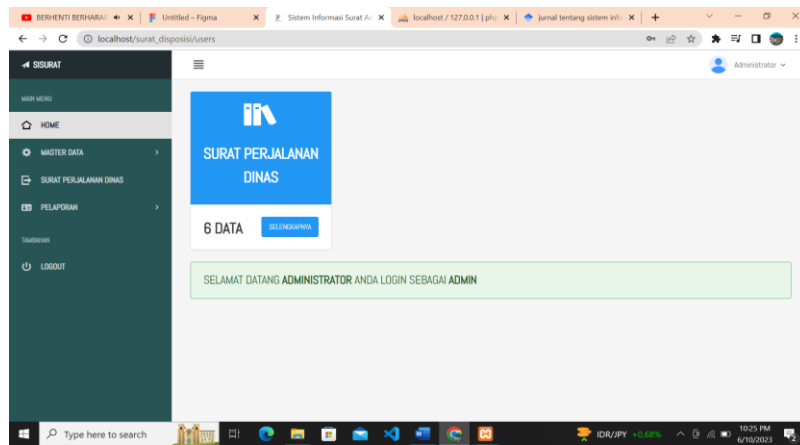 BERHENTI BERHARAP
Untitled – Figma
Sistem Informasi Surat Ac
localhost / 127.0.0.1 | php
jurnal tentang sistem info
localhost/surat_disposisi/users
SISURAT
Administrator
MAIN MENU
HOME
MASTER DATA
SURAT PERJALANAN DINAS
PELAPORAN
TAMBAHAN
LOGOUT
SURAT PERJALANAN
DINAS
6 DATA
SELENGKAPNYA
SELAMAT DATANG ADMINISTRATOR ANDA LOGIN SEBAGAI ADMIN
Type here to search
IDR/JPY +0,68%
10:25 PM
6/10/2023